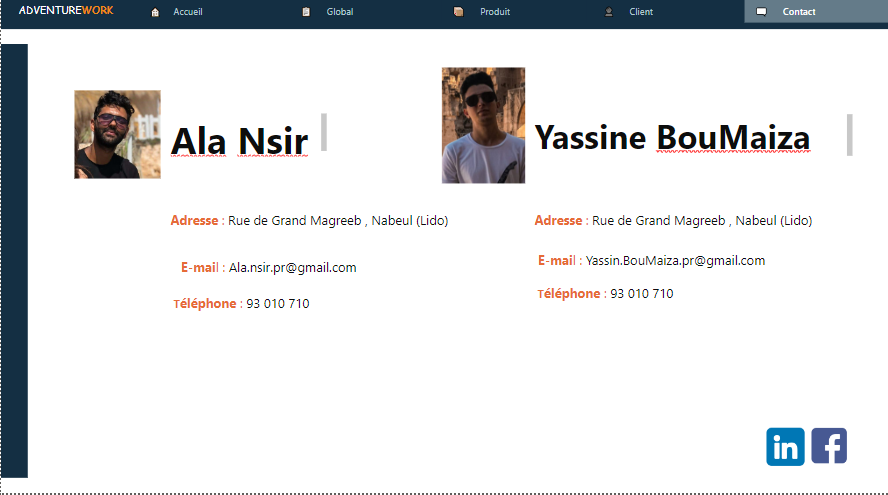 ADVENTUREWORK Accueil Global Produit Client Contact
Ala Nsir
Adresse : Rue de Grand Magreeb , Nabeul (Lido)
E-mail : Ala.nsir.pr@gmail.com
Téléphone : 93 010 710
Yassine BouMaiza
Adresse : Rue de Grand Magreeb , Nabeul (Lido)
E-mail : Yassin.BouMaiza.pr@gmail.com
Téléphone : 93 010 710
in f